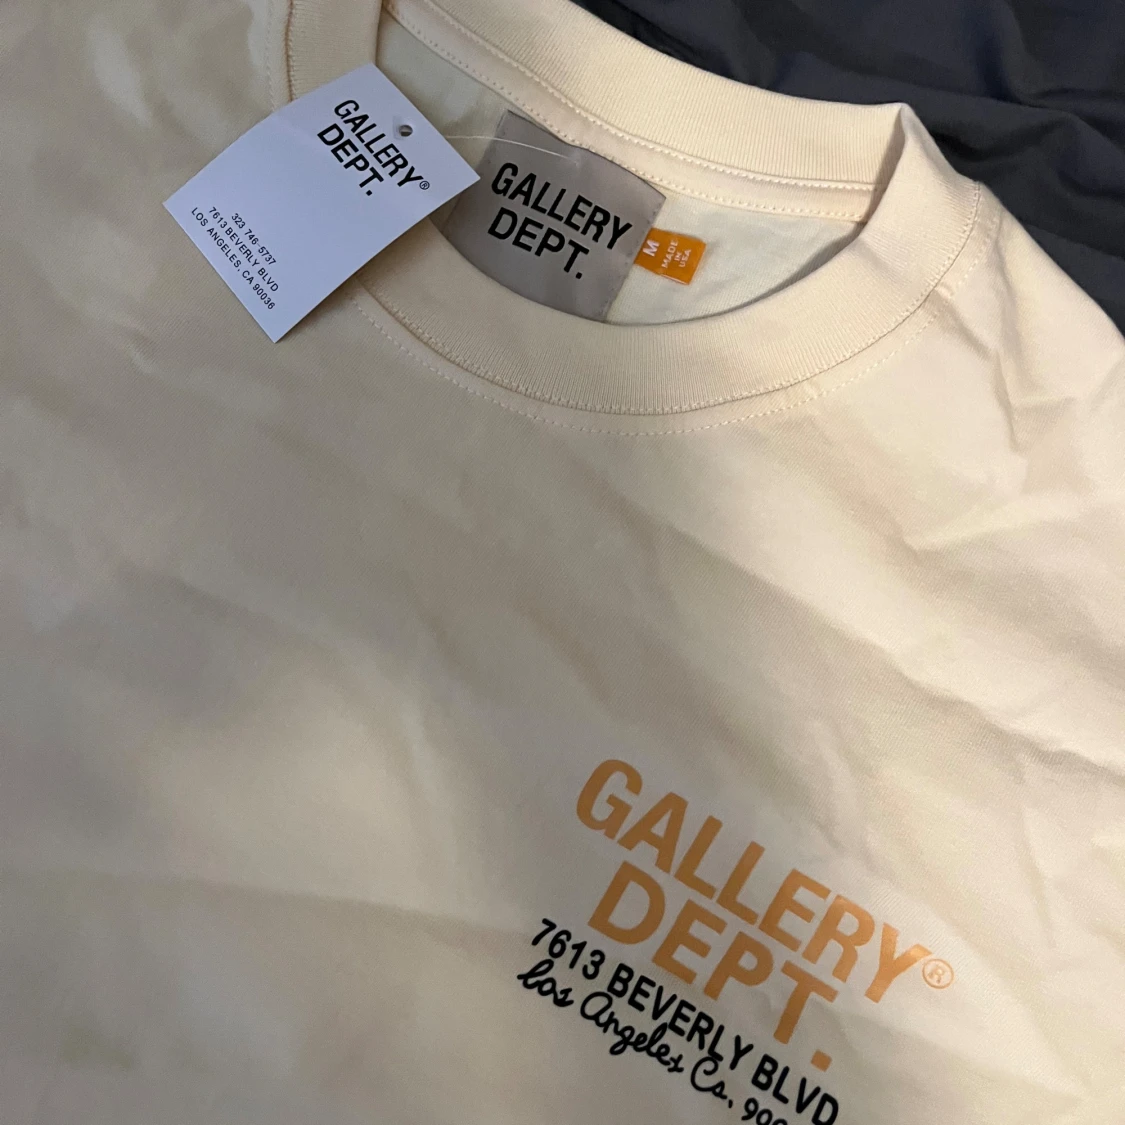 GALLERY®
DEPT.
323 746-5737
7613 BEVERLY BLVD
LOS ANGELES, CA 90036
GALLERY
DEPT.
M
MADE
IN
USA
GALLERY®
DEPT.
7613 BEVERLY BLVD
Los Angeles Ca.